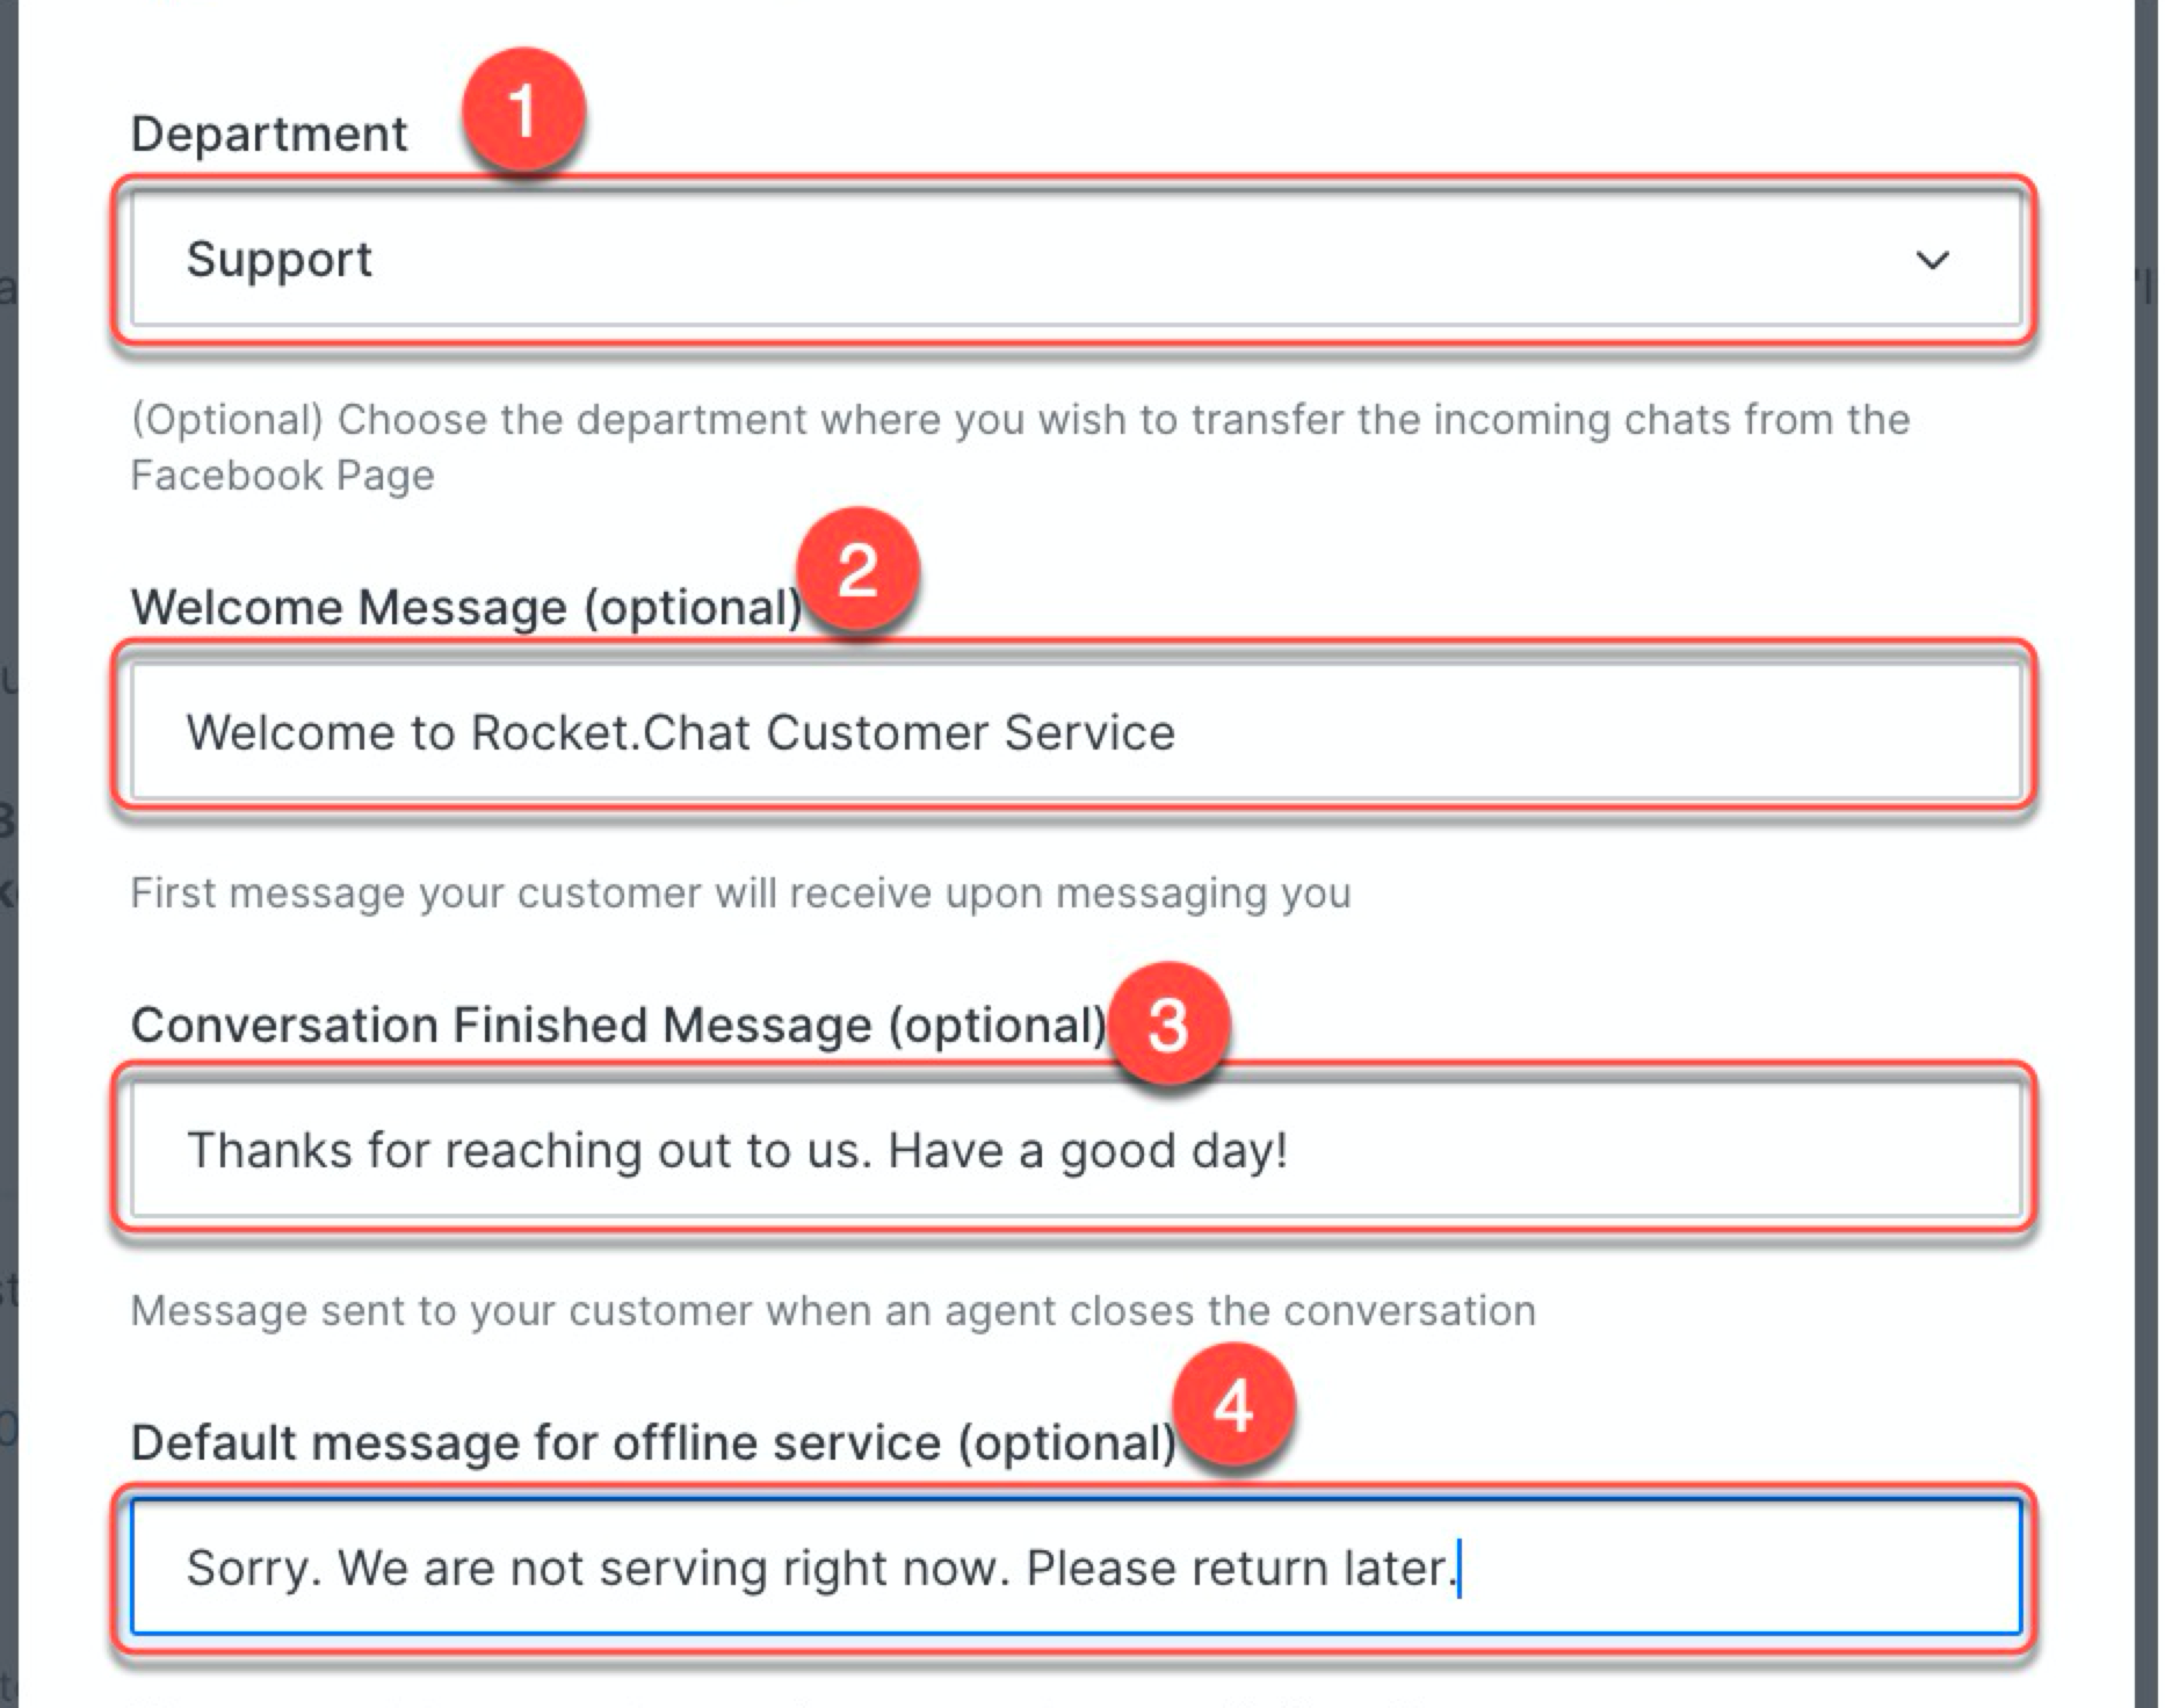 Department
1
Support
(Optional) Choose the department where you wish to transfer the incoming chats from the
Facebook Page
Welcome Message (optional)
2
Welcome to Rocket.Chat Customer Service
First message your customer will receive upon messaging you
Conversation Finished Message (optional)
3
Thanks for reaching out to us. Have a good day!
Message sent to your customer when an agent closes the conversation
Default message for offline service (optional)
4
Sorry. We are not serving right now. Please return later.